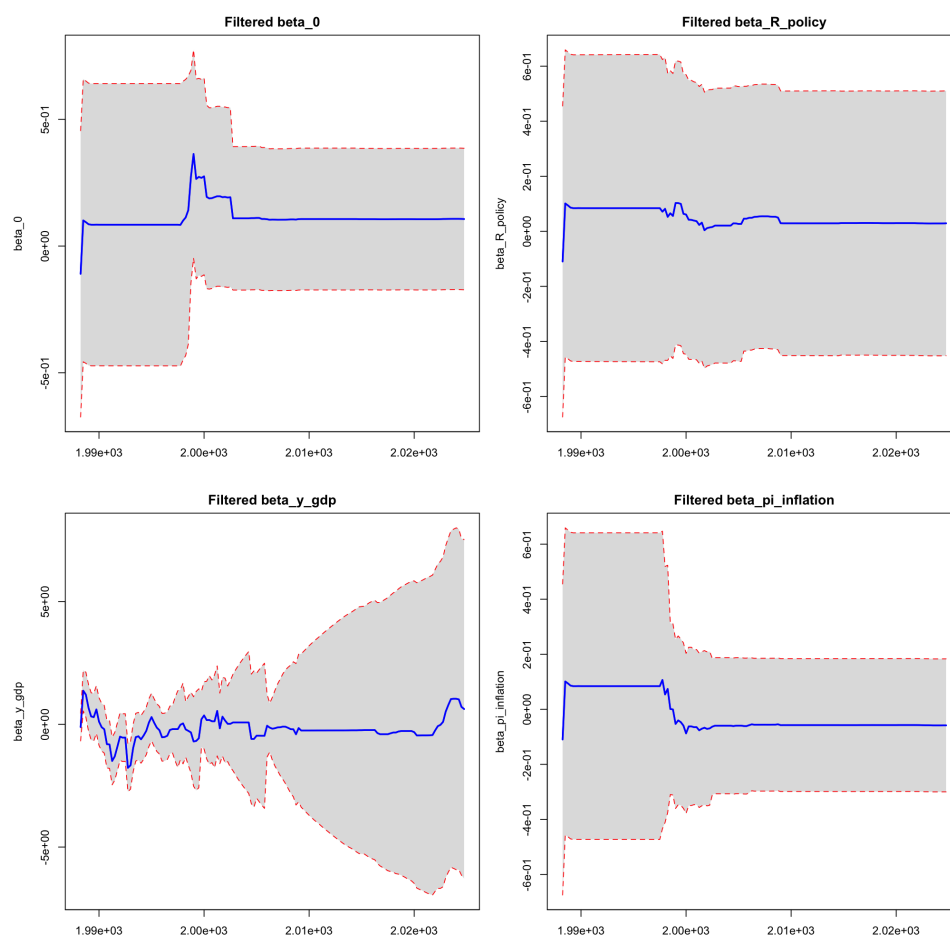 Filtered beta_0
beta_0
5e-01
0e+00
-5e-01
1.99e+03 2.00e+03 2.01e+03 2.02e+03
Filtered beta_R_policy
beta_R_policy
6e-01
4e-01
2e-01
0e+00
-2e-01
-4e-01
-6e-01
1.99e+03 2.00e+03 2.01e+03 2.02e+03
Filtered beta_y_gdp
beta_y_gdp
5e+00
0e+00
-5e+00
1.99e+03 2.00e+03 2.01e+03 2.02e+03
Filtered beta_pi_inflation
beta_pi_inflation
6e-01
4e-01
2e-01
0e+00
-2e-01
-4e-01
-6e-01
1.99e+03 2.00e+03 2.01e+03 2.02e+03